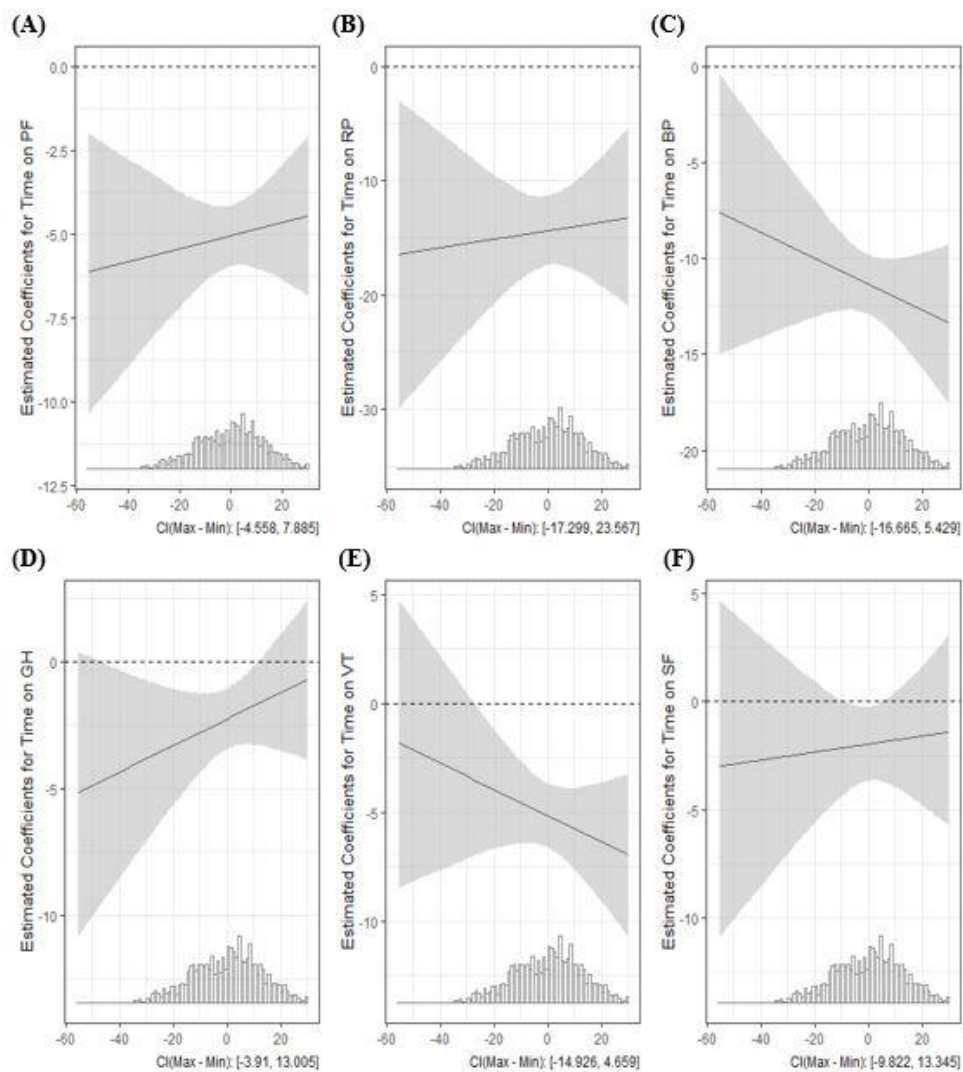 (A)
Estimated Coefficients for Time on PF
0.0
-2.5
-5.0
-7.5
-10.0
-12.5
-60 -40 -20 0 20
CI(Max - Min): [-4.558, 7.885]
(B)
Estimated Coefficients for Time on RP
0
-10
-20
-30
-60 -40 -20 0 20
CI(Max - Min): [-17.299, 23.567]
(C)
Estimated Coefficients for Time on BP
0
-5
-10
-15
-20
-60 -40 -20 0 20
CI(Max - Min): [-16.665, 5.429]
(D)
Estimated Coefficients for Time on GH
0
-5
-10
-60 -40 -20 0 20
CI(Max - Min): [-3.91, 13.005]
(E)
Estimated Coefficients for Time on VT
5
0
-5
-10
-60 -40 -20 0 20
CI(Max - Min): [-14.926, 4.659]
(F)
Estimated Coefficients for Time on SF
5
0
-5
-10
-60 -40 -20 0 20
CI(Max - Min): [-9.822, 13.345]